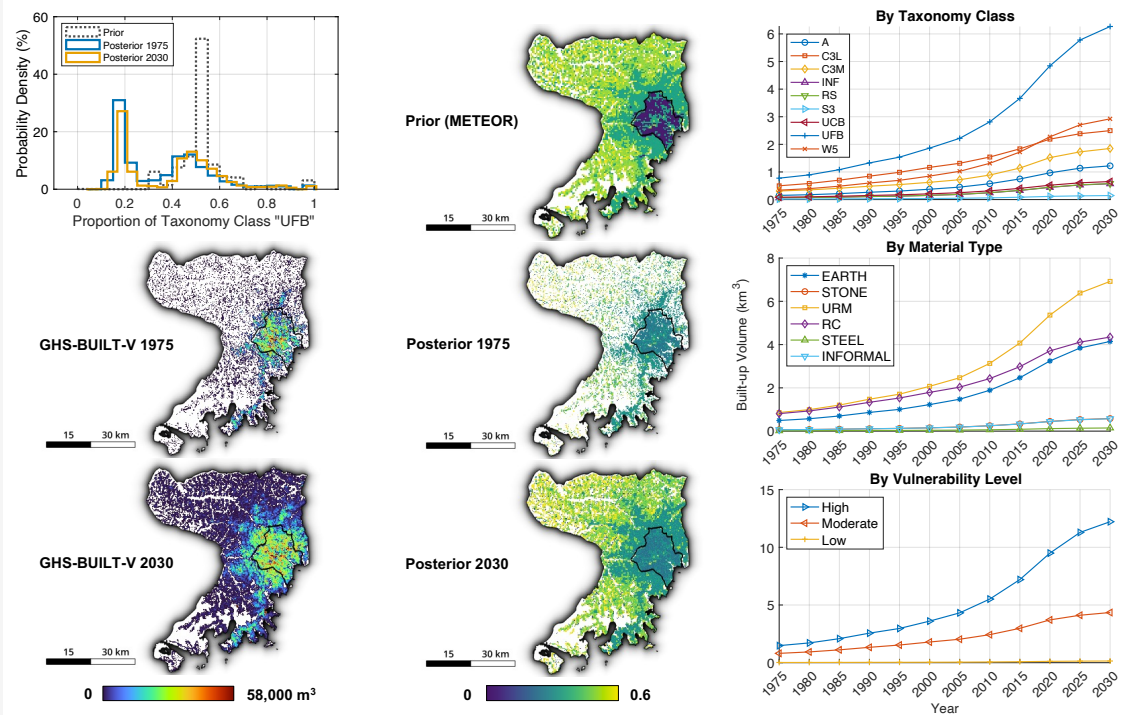 60
40
20
0
Probability Density (%)
Prior
Posterior 1975
Posterior 2030
0
0.2
0.4
0.6
0.8
1
Proportion of Taxonomy Class "UFB"
Prior (METEOR)
15 30 km
By Taxonomy Class
7
6
5
4
3
2
1
0
A
C3L
C3M
INF
RS
S3
UCB
UFB
W5
1975 1980 1985 1990 1995 2000 2005 2010 2015 2020 2025 2030
GHS-BUILT-V 1975
15 30 km
Posterior 1975
15 30 km
By Material Type
Built-up Volume (km³)
8
6
4
2
0
EARTH
STONE
URM
RC
STEEL
INFORMAL
1975 1980 1985 1990 1995 2000 2005 2010 2015 2020 2025 2030
GHS-BUILT-V 2030
15 30 km
0 58,000 m³
Posterior 2030
15 30 km
0 0.6
By Vulnerability Level
15
10
5
0
High
Moderate
Low
1975 1980 1985 1990 1995 2000 2005 2010 2015 2020 2025 2030
Year